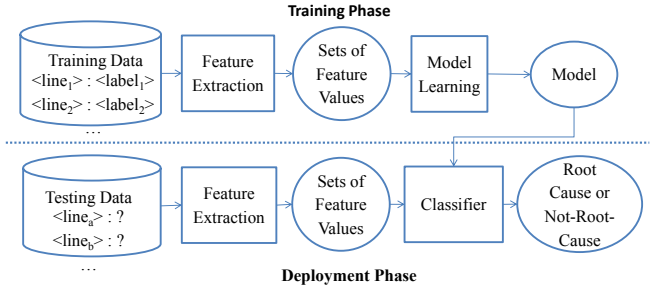 Training Phase
Training Data
<line1> : <label1>
<line2> : <label2>
…
Feature
Extraction
Sets of
Feature
Values
Model
Learning
Model
Testing Data
<linea> : ?
<lineb> : ?
…
Feature
Extraction
Sets of
Feature
Values
Classifier
Root
Cause or
Not-Root-
Cause
Deployment Phase